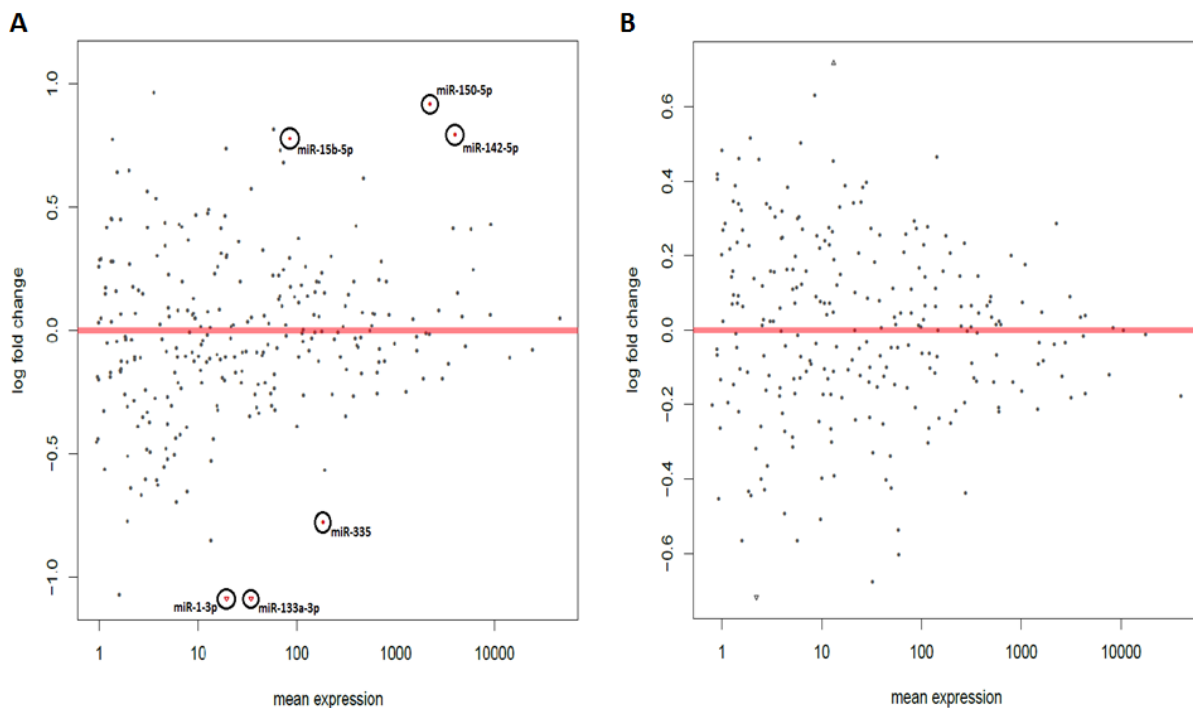 A
B
log fold change
1.0
0.5
0.0
−0.5
−1.0
miR-150-5p
miR-15b-5p
miR-142-5p
miR-335
miR-1-3p
miR-133a-3p
1 10 100 1000 10000
mean expression
log fold change
0.6
0.4
0.2
0.0
−0.2
−0.4
−0.6
1 10 100 1000 10000
mean expression